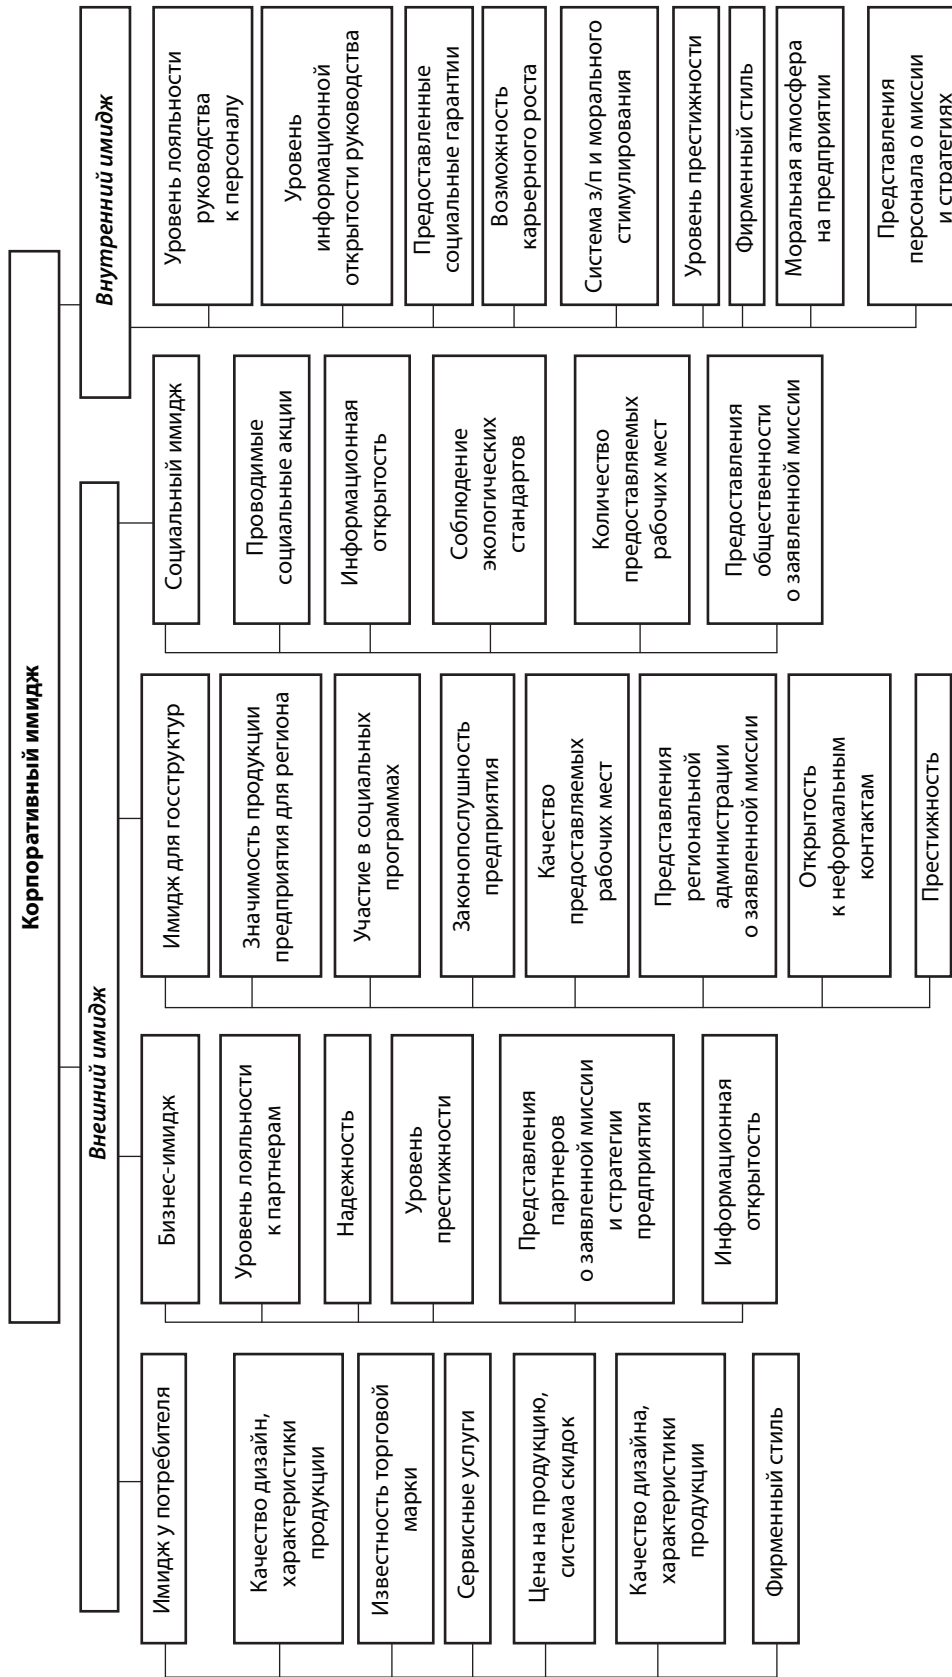 Корпоративный имидж
Внешний имидж
Имидж у потребителя
Качество дизайн,
характеристики
продукции
Известность торговой
марки
Сервисные услуги
Цена на продукцию,
система скидок
Качество дизайна,
характеристики
продукции
Фирменный стиль
Бизнес-имидж
Уровень лояльности
к партнерам
Надежность
Уровень
престижности
Представления
партнеров
о заявленной миссии
и стратегии
предприятия
Информационная
открытость
Имидж для госструктур
Значимость продукции
предприятия для региона
Участие в социальных
программах
Законопослушность
предприятия
Качество
предоставляемых
рабочих мест
Представления
региональной
администрации
о заявленной миссии
Открытость
к неформальным
контактам
Престижность
Социальный имидж
Проводимые
социальные акции
Информационная
открытость
Соблюдение
экологических
стандартов
Количество
предоставляемых
рабочих мест
Предоставления
общественности
о заявленной миссии
Внутренний имидж
Уровень лояльности
руководства
к персоналу
Уровень
информационной
открытости руководства
Предоставленные
социальные гарантии
Возможность
карьерного роста
Система з/п и морального
стимулирования
Уровень престижности
Фирменный стиль
Моральная атмосфера
на предприятии
Представления
персонала о миссии
и стратегиях